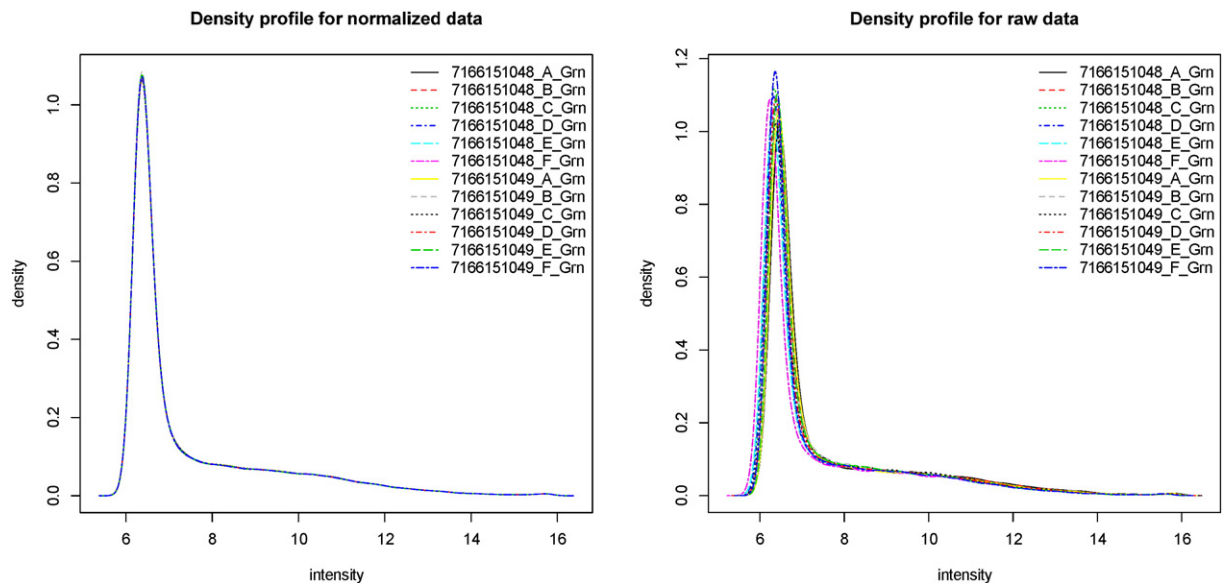 Density profile for normalized data
density
0.0
0.2
0.4
0.6
0.8
1.0
7166151048_A_Grn
7166151048_B_Grn
7166151048_C_Grn
7166151048_D_Grn
7166151048_E_Grn
7166151048_F_Grn
7166151049_A_Grn
7166151049_B_Grn
7166151049_C_Grn
7166151049_D_Grn
7166151049_E_Grn
7166151049_F_Grn
6 8 10 12 14 16
intensity
Density profile for raw data
density
0.0
0.2
0.4
0.6
0.8
1.0
1.2
7166151048_A_Grn
7166151048_B_Grn
7166151048_C_Grn
7166151048_D_Grn
7166151048_E_Grn
7166151048_F_Grn
7166151049_A_Grn
7166151049_B_Grn
7166151049_C_Grn
7166151049_D_Grn
7166151049_E_Grn
7166151049_F_Grn
6 8 10 12 14 16
intensity